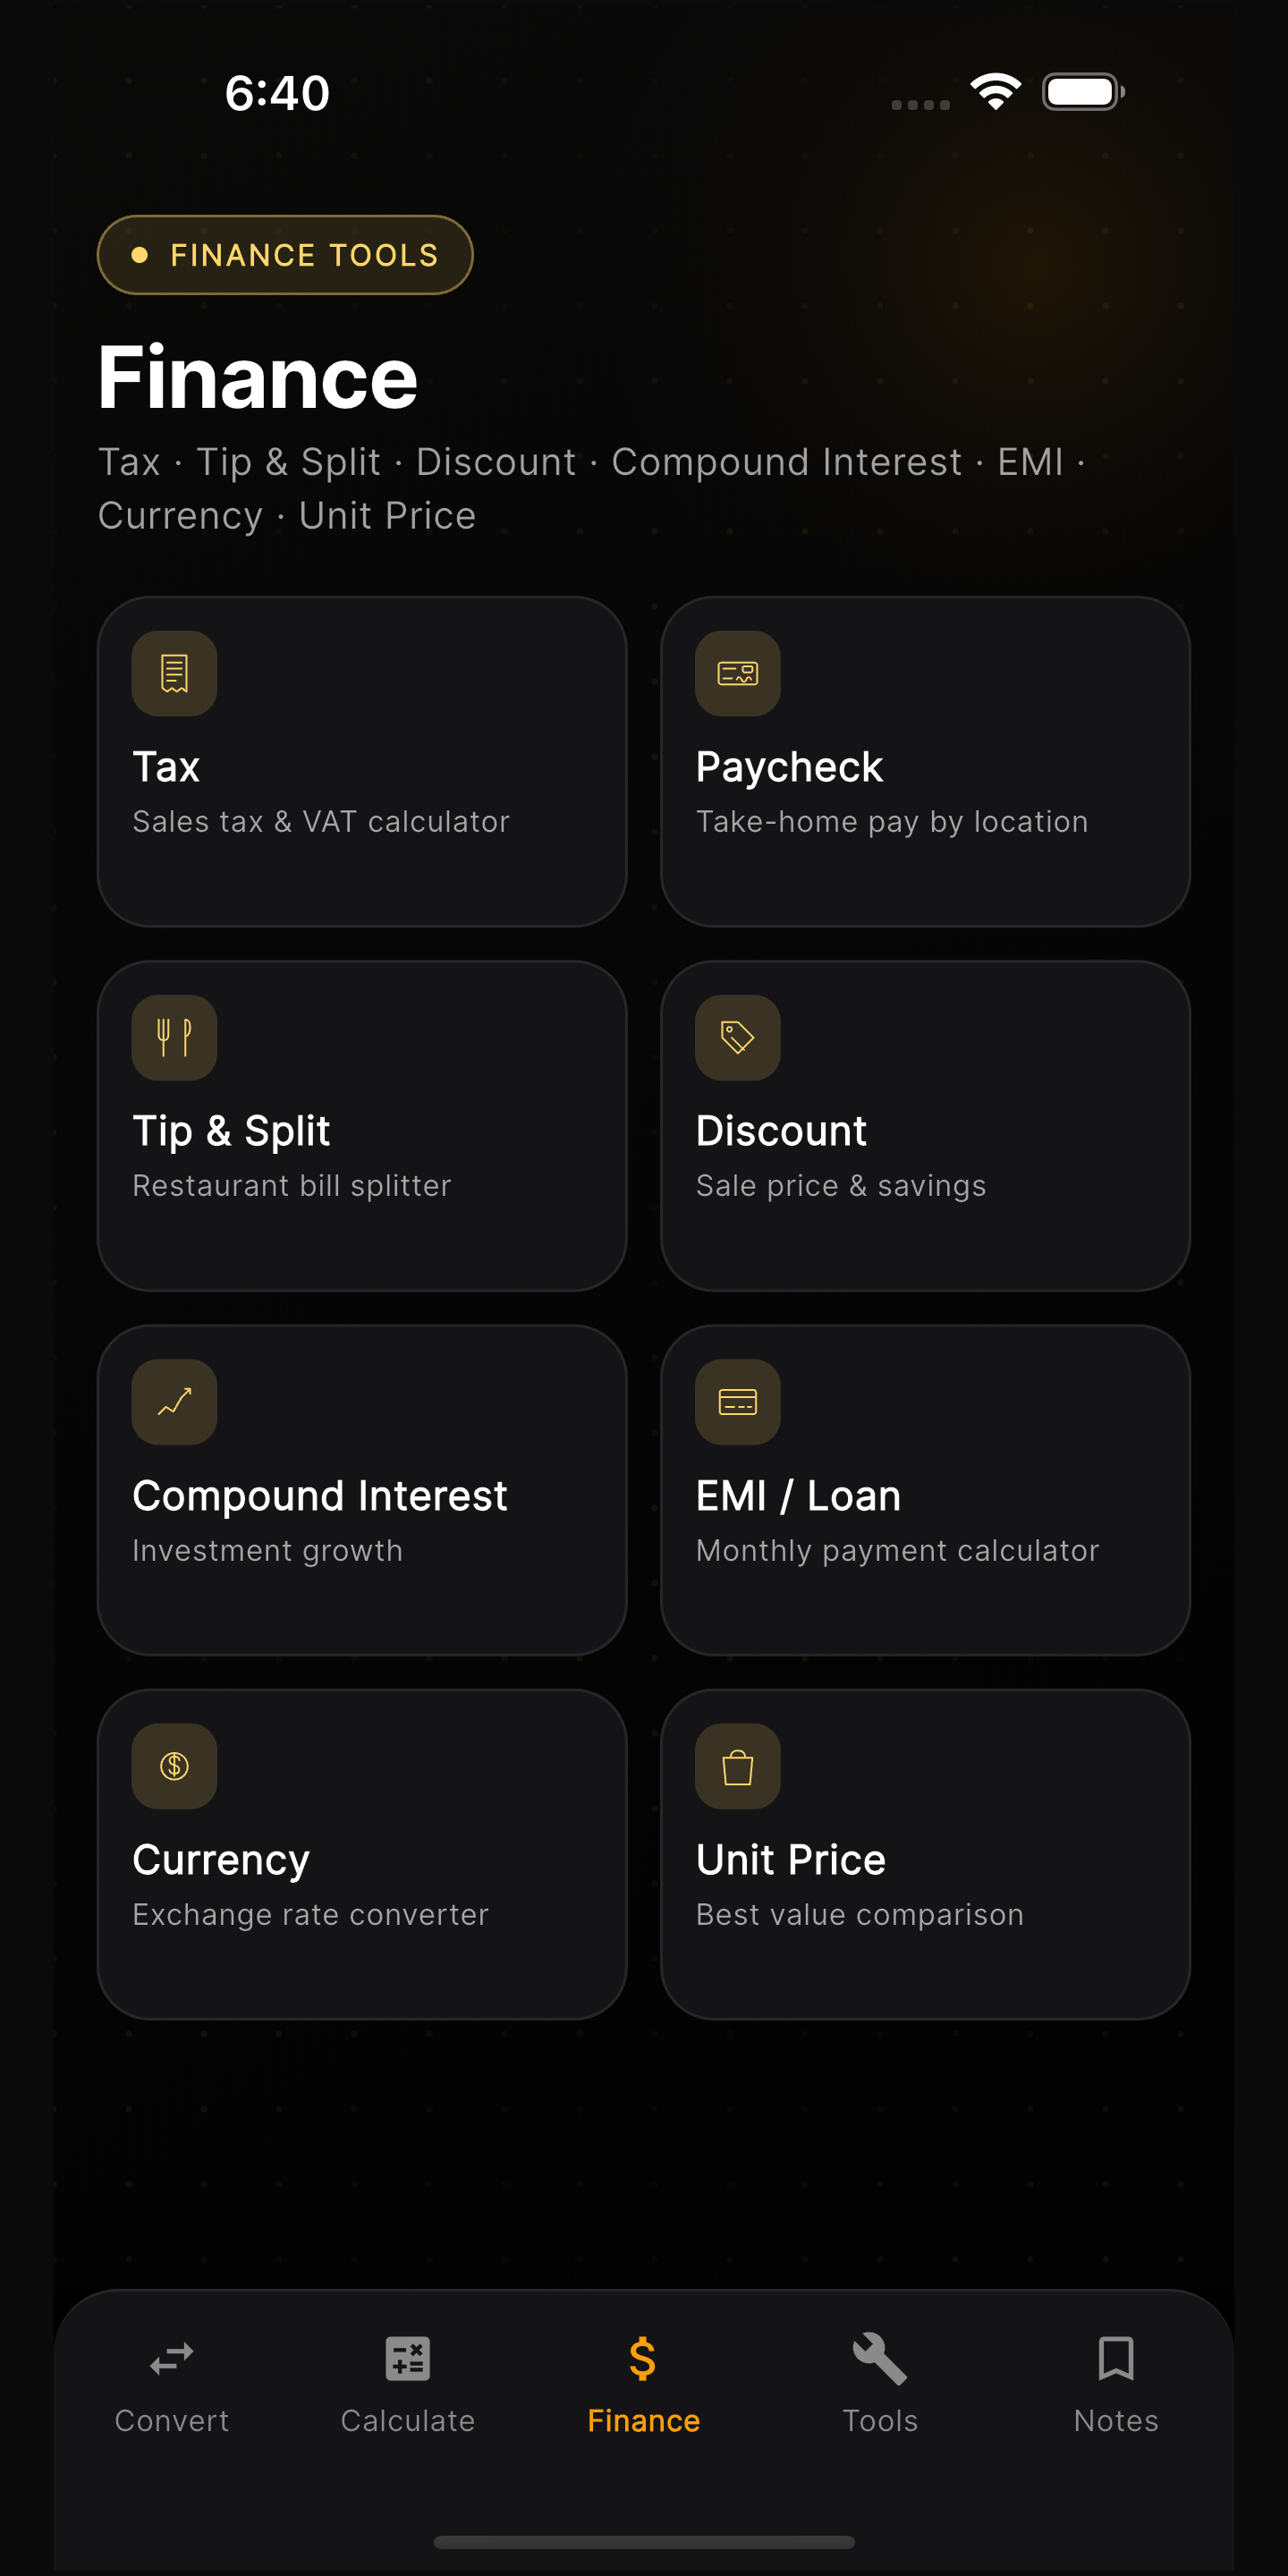 6:40
FINANCE TOOLS
Finance
Tax · Tip & Split · Discount · Compound Interest · EMI ·
Currency · Unit Price
Tax
Sales tax & VAT calculator
Paycheck
Take-home pay by location
Tip & Split
Restaurant bill splitter
Discount
Sale price & savings
Compound Interest
Investment growth
EMI / Loan
Monthly payment calculator
Currency
Exchange rate converter
Unit Price
Best value comparison
Convert
Calculate
Finance
Tools
Notes